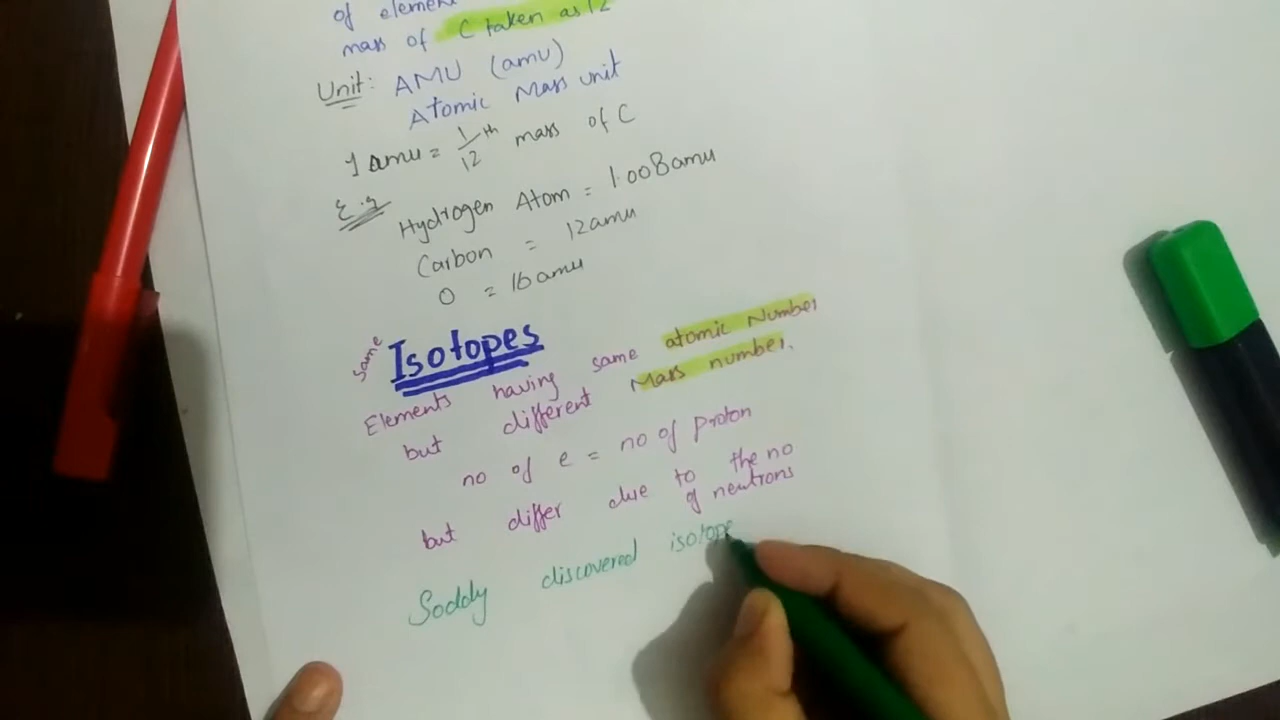 of element
mass of C taken as 12
Unit: AMU (amu)
Atomic Mass unit
1 amu = 1/12 th mass of C
E.g
Hydrogen Atom = 1.008amu
Carbon = 12amu
O = 16amu
same
Isotopes
Elements having same atomic Number
but different Mass number.
no of e = no of proton
but differ due to the no
of neutrons
Soddy discovered isotope